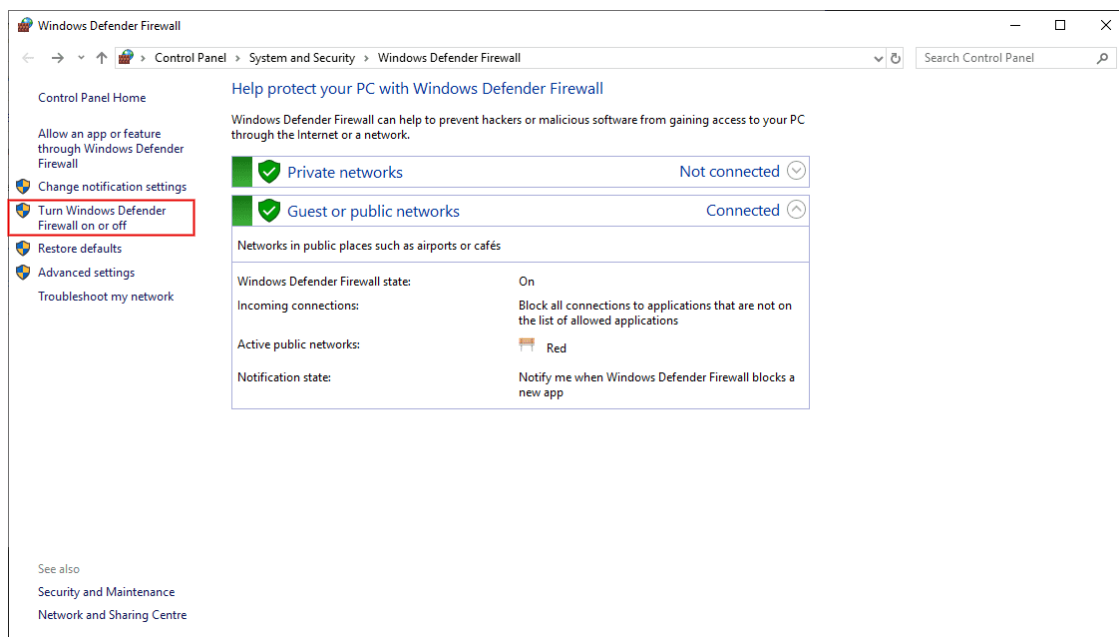 Windows Defender Firewall
Control Panel > System and Security > Windows Defender Firewall
Search Control Panel
Control Panel Home
Allow an app or feature
through Windows Defender
Firewall
Change notification settings
Turn Windows Defender
Firewall on or off
Restore defaults
Advanced settings
Troubleshoot my network
Help protect your PC with Windows Defender Firewall
Windows Defender Firewall can help to prevent hackers or malicious software from gaining access to your PC
through the Internet or a network.
Private networks Not connected
Guest or public networks Connected
Networks in public places such as airports or cafés
Windows Defender Firewall state: On
Incoming connections: Block all connections to applications that are not on
the list of allowed applications
Active public networks: Red
Notification state: Notify me when Windows Defender Firewall blocks a
new app
See also
Security and Maintenance
Network and Sharing Centre